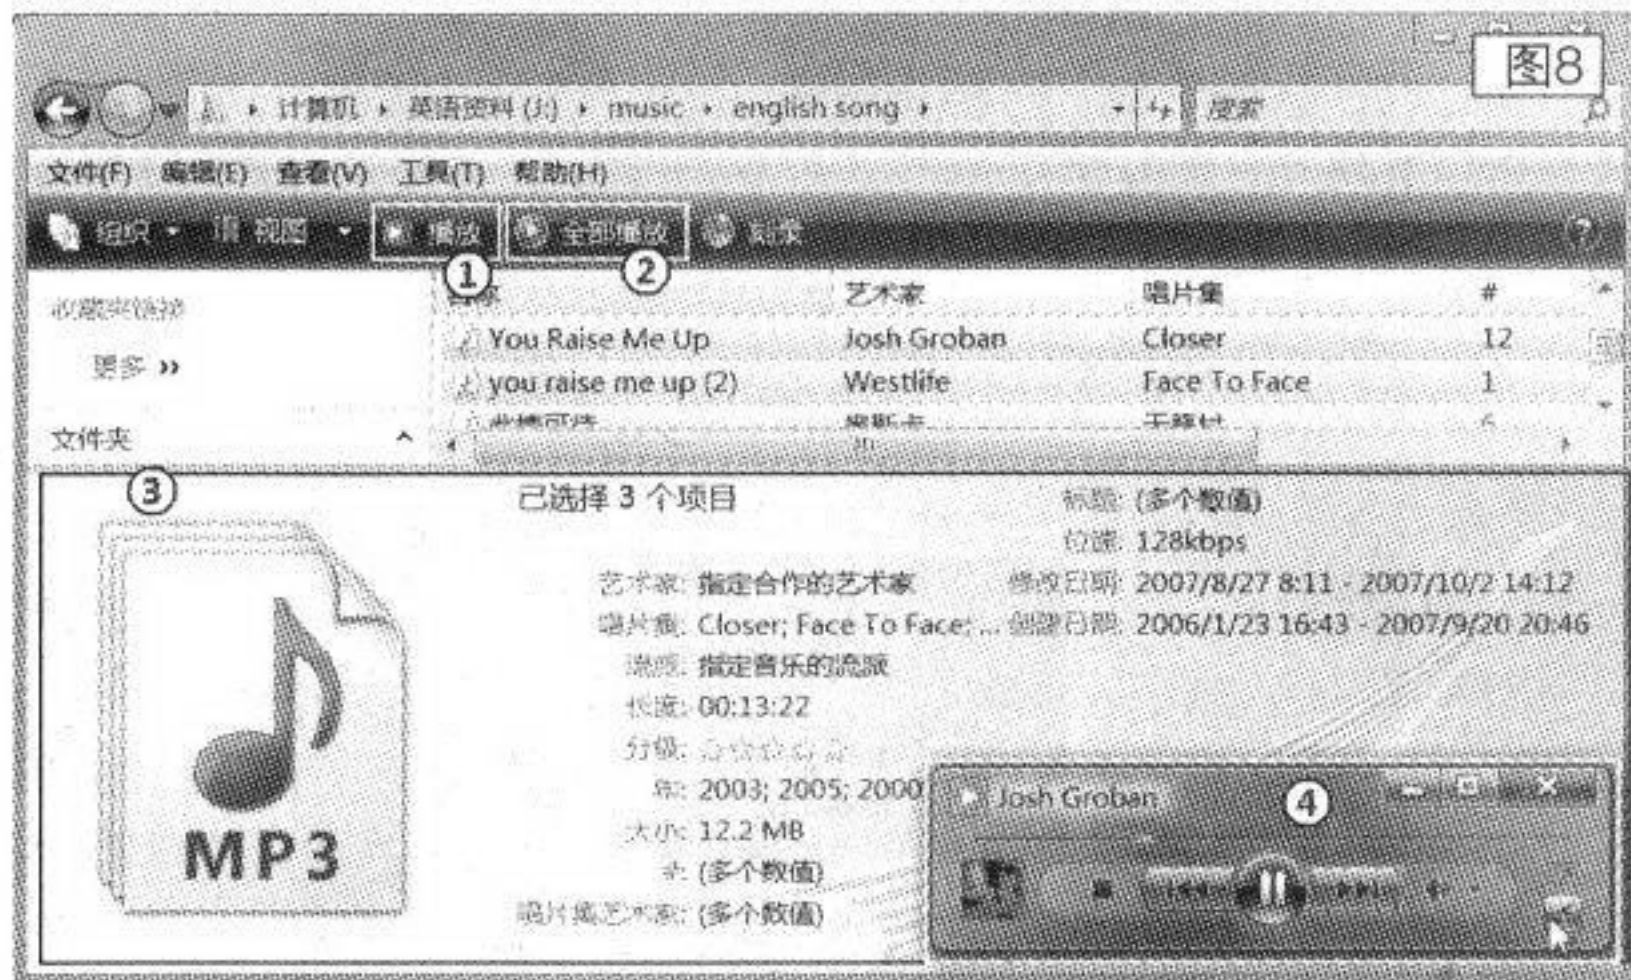 图8
计算机 ▸ 英语资料 (J:) ▸ music ▸ english song ▸
搜索
文件(F) 编辑(E) 查看(V) 工具(T) 帮助(H)
组织 视图 播放 全部播放 刻录
① ②
收藏夹链接
更多 »
文件夹
名称 艺术家 唱片集 #
You Raise Me Up Josh Groban Closer 12
you raise me up (2) Westlife Face To Face 1
③
MP3
已选择 3 个项目
艺术家: 指定合作的艺术家
唱片集: Closer; Face To Face; ...
流派: 指定音乐的流派
长度: 00:13:22
分级: ☆☆☆☆☆
年: 2003; 2005; 2000
大小: 12.2 MB
#: (多个数值)
唱片集艺术家: (多个数值)
标题: (多个数值)
位速: 128kbps
修改日期: 2007/8/27 8:11 - 2007/10/2 14:12
创建日期: 2006/1/23 16:43 - 2007/9/20 20:46
Josh Groban
④